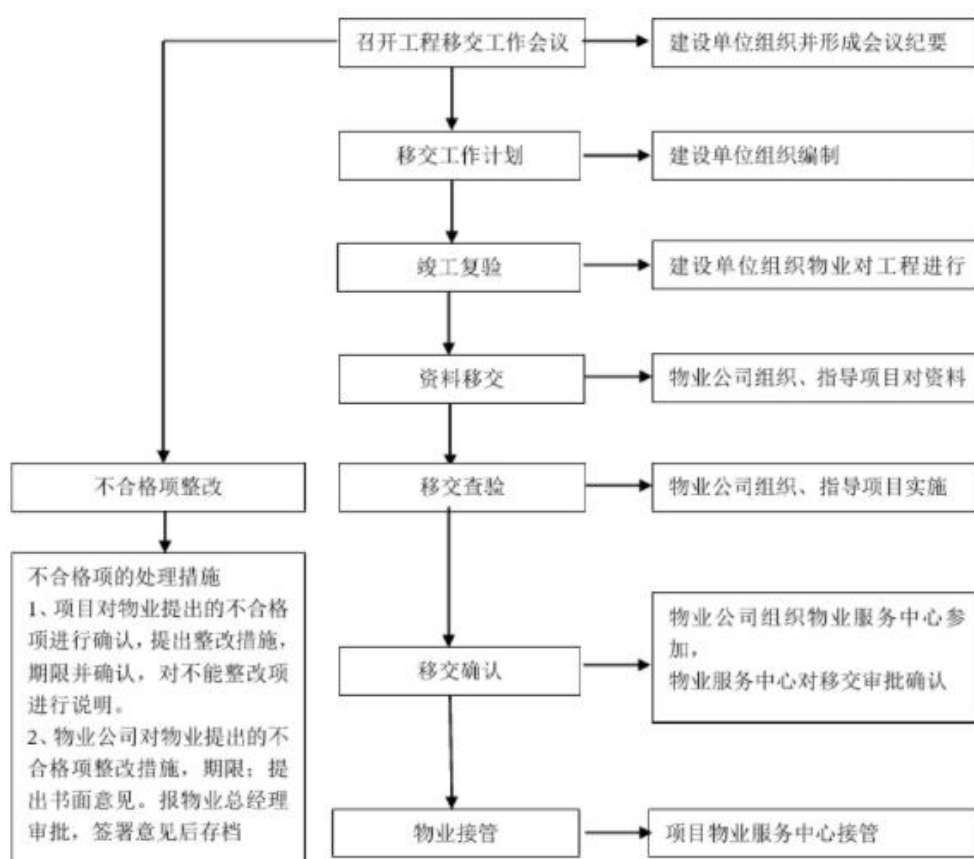 召开工程移交工作会议
建设单位组织并形成会议纪要
移交工作计划
建设单位组织编制
竣工复验
建设单位组织物业对工程进行
资料移交
物业公司组织、指导项目对资料
不合格项整改
移交查验
物业公司组织、指导项目实施
不合格项的处理措施
1、项目对物业提出的不合格
项进行确认，提出整改措施，
期限并确认，对不能整改项
进行说明。
2、物业公司对物业提出的不
合格项整改措施，期限；提
出书面意见。报物业总经理
审批，签署意见后存档
移交确认
物业公司组织物业服务中心参
加，
物业服务中心对移交审批确认
物业接管
项目物业服务中心接管